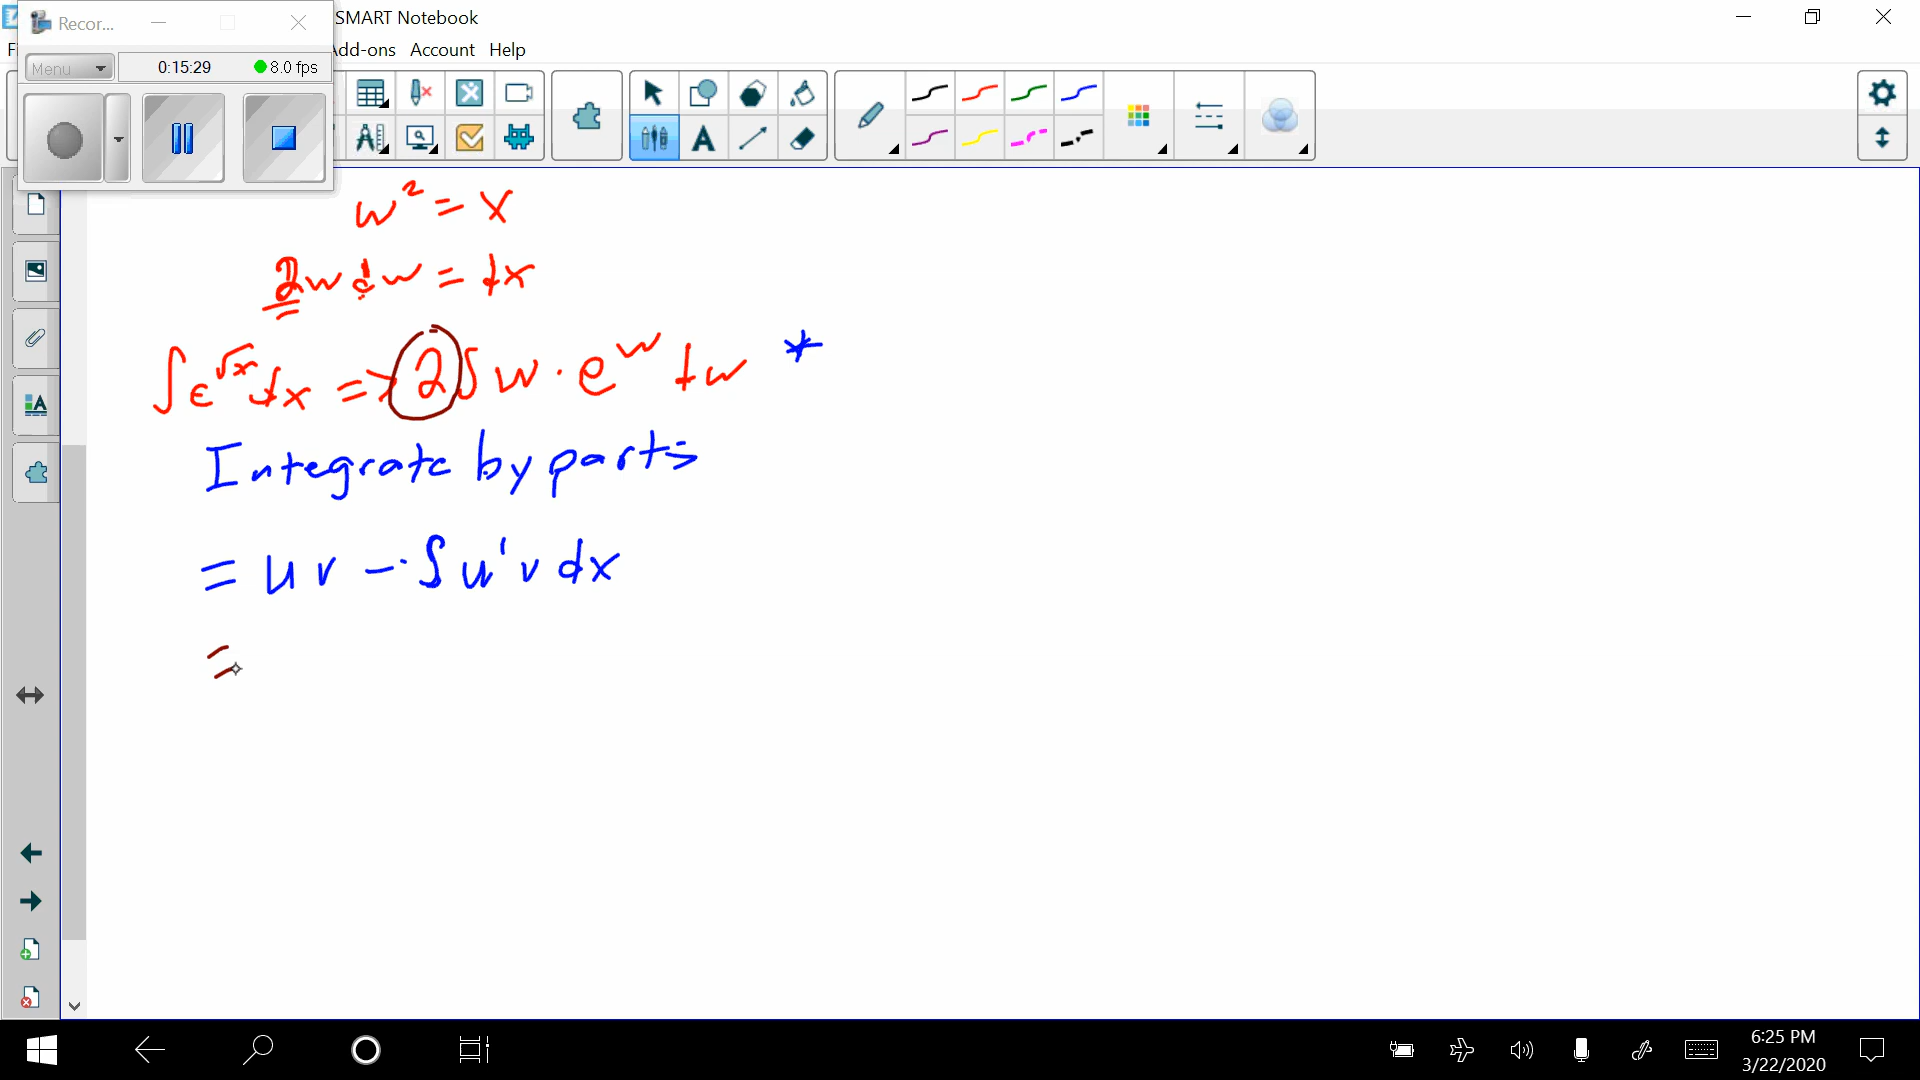 Recor...
SMART Notebook
Add-ons Account Help
Menu 0:15:29 8.0 fps
w² = x
2w dw = dx
∫e^√x dx => 2∫w · e^w dw *
Integrate by parts
= uv - ∫u'v dx
=
6:25 PM
3/22/2020